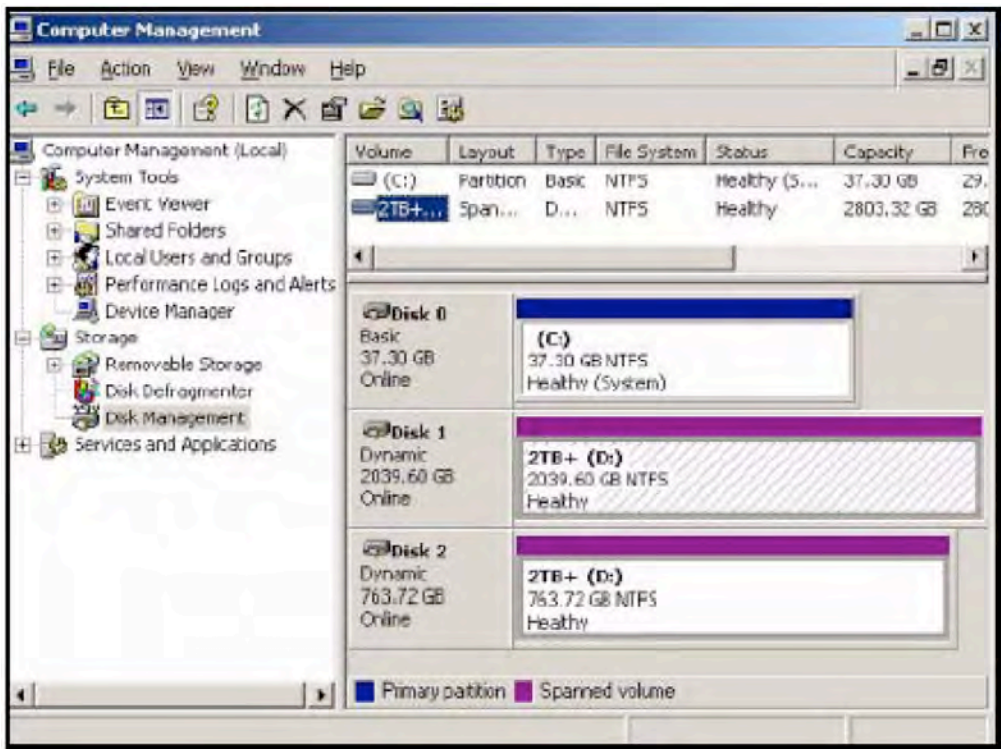 Computer Management
File Action View Window Help
Computer Management (Local)
System Tools
Event Viewer
Shared Folders
Local Users and Groups
Performance Logs and Alerts
Device Manager
Storage
Removable Storage
Disk Defragmenter
Disk Management
Services and Applications
Volume Layout Type File System Status Capacity Fre
(C:) Partition Basic NTFS Healthy (S... 37.30 GB 29.
2TB+... Span... D... NTFS Healthy 2803.32 GB 280
Disk 0
Basic
37.30 GB
Online
(C:)
37.30 GB NTFS
Healthy (System)
Disk 1
Dynamic
2039.60 GB
Online
2TB+ (D:)
2039.60 GB NTFS
Healthy
Disk 2
Dynamic
763.72 GB
Online
2TB+ (D:)
763.72 GB NTFS
Healthy
Primary partition Spanned volume